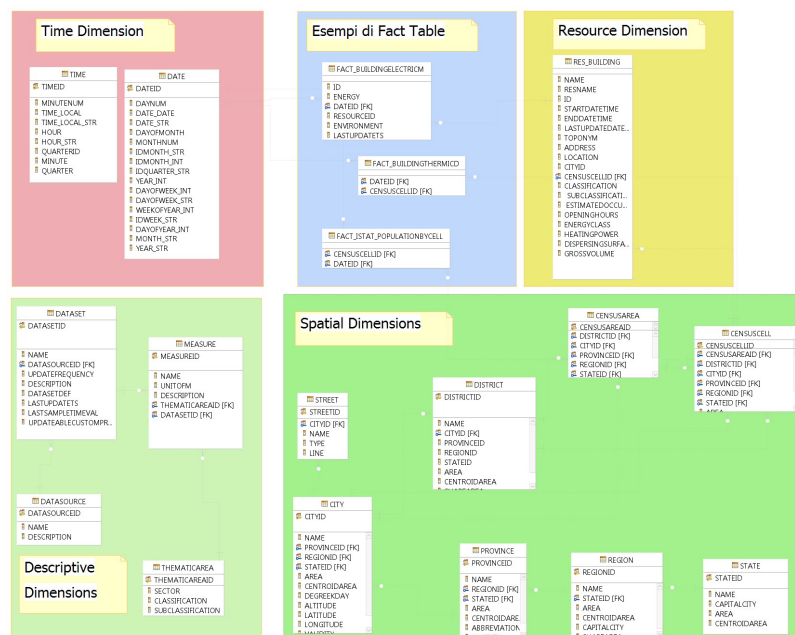 Time Dimension
TIME
TIMEID
MINUTENUM
TIME_LOCAL
TIME_LOCAL_STR
HOUR
HOUR_STR
QUARTERID
MINUTE
QUARTER
DATE
DATEID
DAYNUM
DATE_DATE
DATE_STR
DAYOFMONTH
MONTHNUM
IDMONTH_STR
IDMONTH_INT
IDQUARTER_STR
YEAR_INT
DAYOFWEEK_INT
DAYOFWEEK_STR
WEEKOFYEAR_INT
IDWEEK_STR
DAYOFYEAR_INT
MONTH_STR
YEAR_STR
Esempi di Fact Table
FACT_BUILDINGELECTRICM
ID
ENERGY
DATEID [FK]
RESOURCEID
ENVIRONMENT
LASTUPDATETS
FACT_BUILDINGTHERMICD
DATEID [FK]
CENSUSCELLID [FK]
FACT_ISTAT_POPULATIONBYCELL
CENSUSCELLID [FK]
DATEID [FK]
Resource Dimension
RES_BUILDING
NAME
RESNAME
ID
STARTDATETIME
ENDDATETIME
LASTUPDATEDATE...
TOPONYM
ADDRESS
LOCATION
CITYID
CENSUSCELLID [FK]
CLASSIFICATION
SUBCLASSIFICATI...
ESTIMATEDOCCU...
OPENINGHOURS
ENERGYCLASS
HEATINGPOWER
DISPERSINGSURFA...
GROSSVOLUME
DATASET
DATASETID
NAME
DATASOURCEID [FK]
UPDATEFREQUENCY
DESCRIPTION
DATASETDEF
LASTUPDATETS
LASTSAMPLETIMEVAL
UPDATEABLECUSTOMPR...
MEASURE
MEASUREID
NAME
UNITOFM
DESCRIPTION
THEMATICAREAID [FK]
DATASETID [FK]
DATASOURCE
DATASOURCEID
NAME
DESCRIPTION
THEMATICAREA
THEMATICAREAID
SECTOR
CLASSIFICATION
SUBCLASSIFICATION
Descriptive
Dimensions
Spatial Dimensions
CENSUSAREA
CENSUSAREAID
DISTRICTID [FK]
CITYID [FK]
PROVINCEID [FK]
REGIONID [FK]
STATEID [FK]
CENSUSCELL
CENSUSCELLID
CENSUSAREAID [FK]
DISTRICTID [FK]
CITYID [FK]
PROVINCEID [FK]
REGIONID [FK]
STATEID [FK]
AREA
STREET
STREETID
CITYID [FK]
NAME
TYPE
LINE
DISTRICT
DISTRICTID
NAME
CITYID [FK]
PROVINCEID
REGIONID
STATEID
AREA
CENTROIDAREA
CITY
CITYID
NAME
PROVINCEID [FK]
REGIONID [FK]
STATEID [FK]
AREA
CENTROIDAREA
DEGREEKDAY
ALTITUDE
LATITUDE
LONGITUDE
PROVINCE
PROVINCEID
NAME
REGIONID [FK]
STATEID [FK]
AREA
CENTROIDARE
ABBREVIATION
REGION
REGIONID
NAME
STATEID [FK]
AREA
CENTROIDAREA
CAPITALCITY
STATE
STATEID
NAME
CAPITALCITY
AREA
CENTROIDAREA